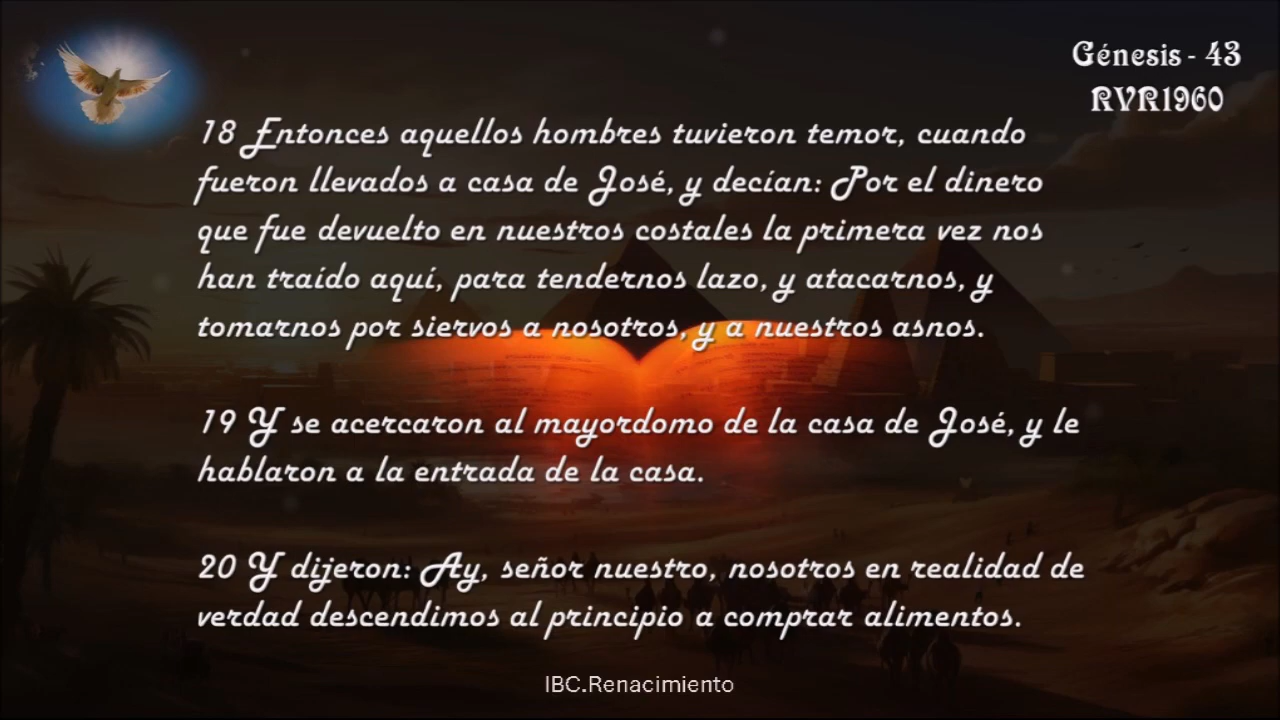 Génesis - 43
RVR1960
18 Entonces aquellos hombres tuvieron temor, cuando
fueron llevados a casa de José, y decían: Por el dinero
que fue devuelto en nuestros costales la primera vez nos
han traído aquí, para tendernos lazo, y atacarnos, y
tomarnos por siervos a nosotros, y a nuestros asnos.
19 Y se acercaron al mayordomo de la casa de José, y le
hablaron a la entrada de la casa.
20 Y dijeron: Ay, señor nuestro, nosotros en realidad de
verdad descendimos al principio a comprar alimentos.
IBC.Renacimiento